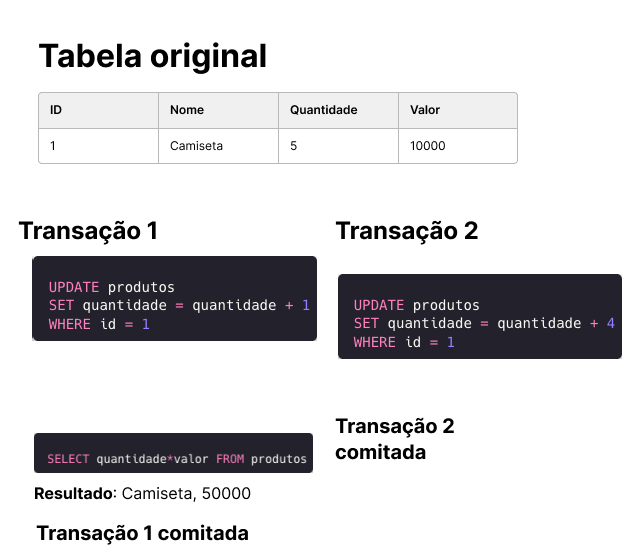 Tabela original
ID Nome Quantidade Valor
1 Camiseta 5 10000
Transação 1
UPDATE produtos
SET quantidade = quantidade + 1
WHERE id = 1
Transação 2
UPDATE produtos
SET quantidade = quantidade + 4
WHERE id = 1
Transação 2
comitada
SELECT quantidade*valor FROM produtos
Resultado: Camiseta, 50000
Transação 1 comitada